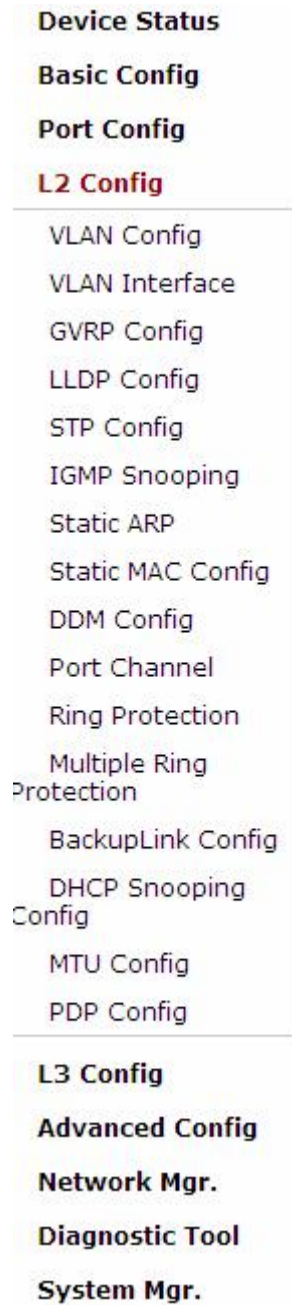 Device Status
Basic Config
Port Config
L2 Config
VLAN Config
VLAN Interface
GVRP Config
LLDP Config
STP Config
IGMP Snooping
Static ARP
Static MAC Config
DDM Config
Port Channel
Ring Protection
Multiple Ring
Protection
BackupLink Config
DHCP Snooping
Config
MTU Config
PDP Config
L3 Config
Advanced Config
Network Mgr.
Diagnostic Tool
System Mgr.